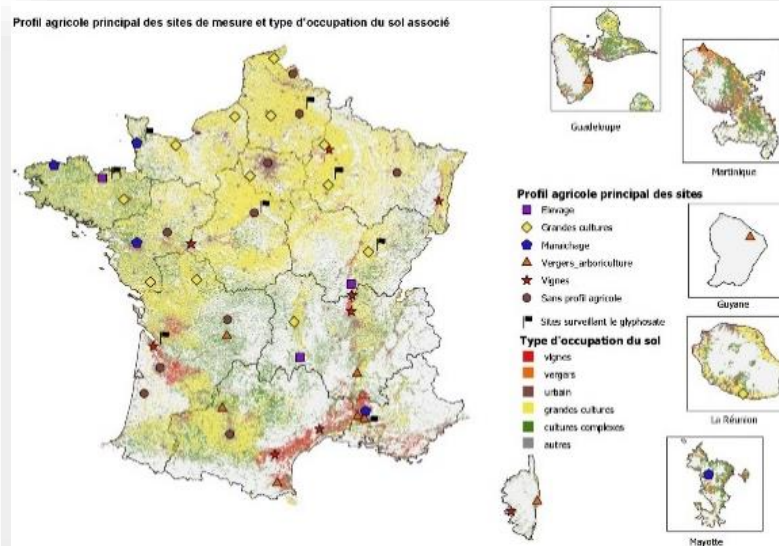 Profil agricole principal des sites de mesure et type d'occupation du sol associé
Guadeloupe
Martinique
Profil agricole principal des sites
Elevage
Grandes cultures
Maraichage
Vergers_arboriculture
Vignes
Sans profil agricole
Sites surveillant le glyphosate
Type d'occupation du sol
vignes
vergers
urbain
grandes cultures
cultures complexes
autres
Guyane
La Réunion
Mayotte